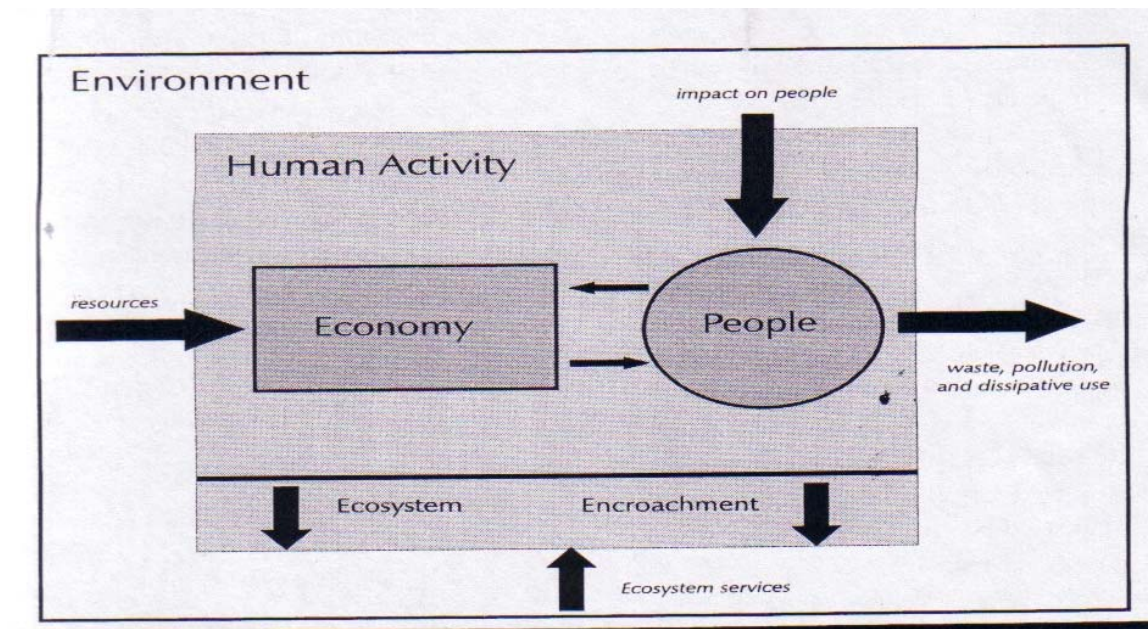 Environment
impact on people
Human Activity
resources
Economy
People
waste, pollution,
and dissipative use
Ecosystem Encroachment
Ecosystem services